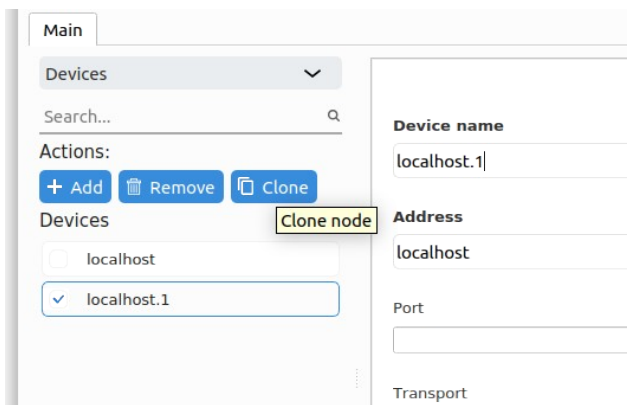 Main
Devices
Search...
Actions:
Add Remove Clone
Clone node
Devices
localhost
localhost.1
Device name
localhost.1
Address
localhost
Port
Transport